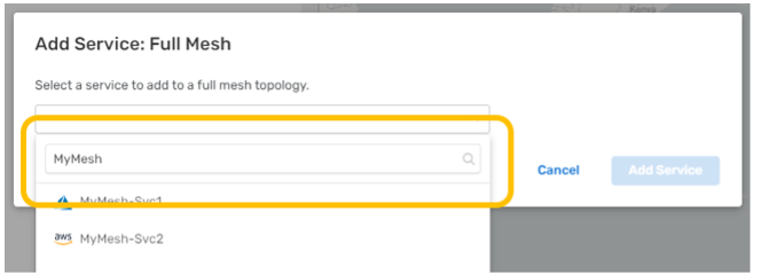 Kenya
Add Service: Full Mesh
Select a service to add to a full mesh topology.
MyMesh
Cancel
Add Service
MyMesh-Svc1
aws MyMesh-Svc2